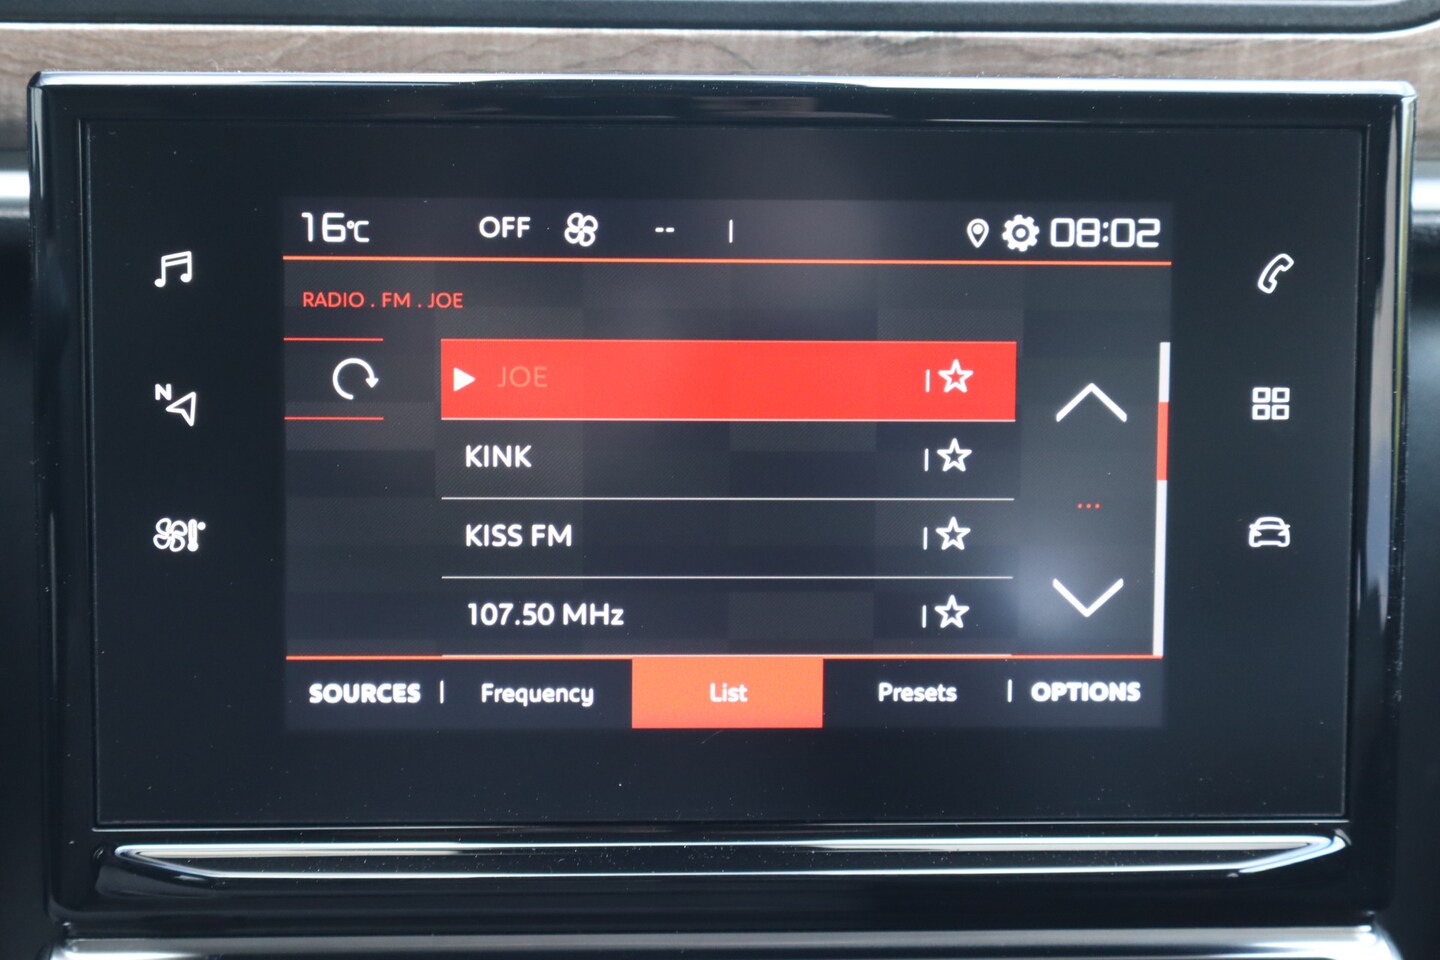 16°C OFF -- | 08:02
RADIO . FM . JOE
JOE
KINK
KISS FM
107.50 MHz
SOURCES | Frequency List Presets | OPTIONS
N